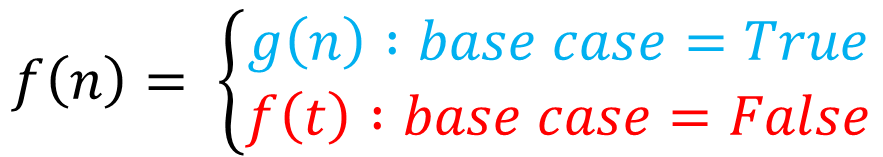 f(n) = { g(n) : base case = True
f(t) : base case = False